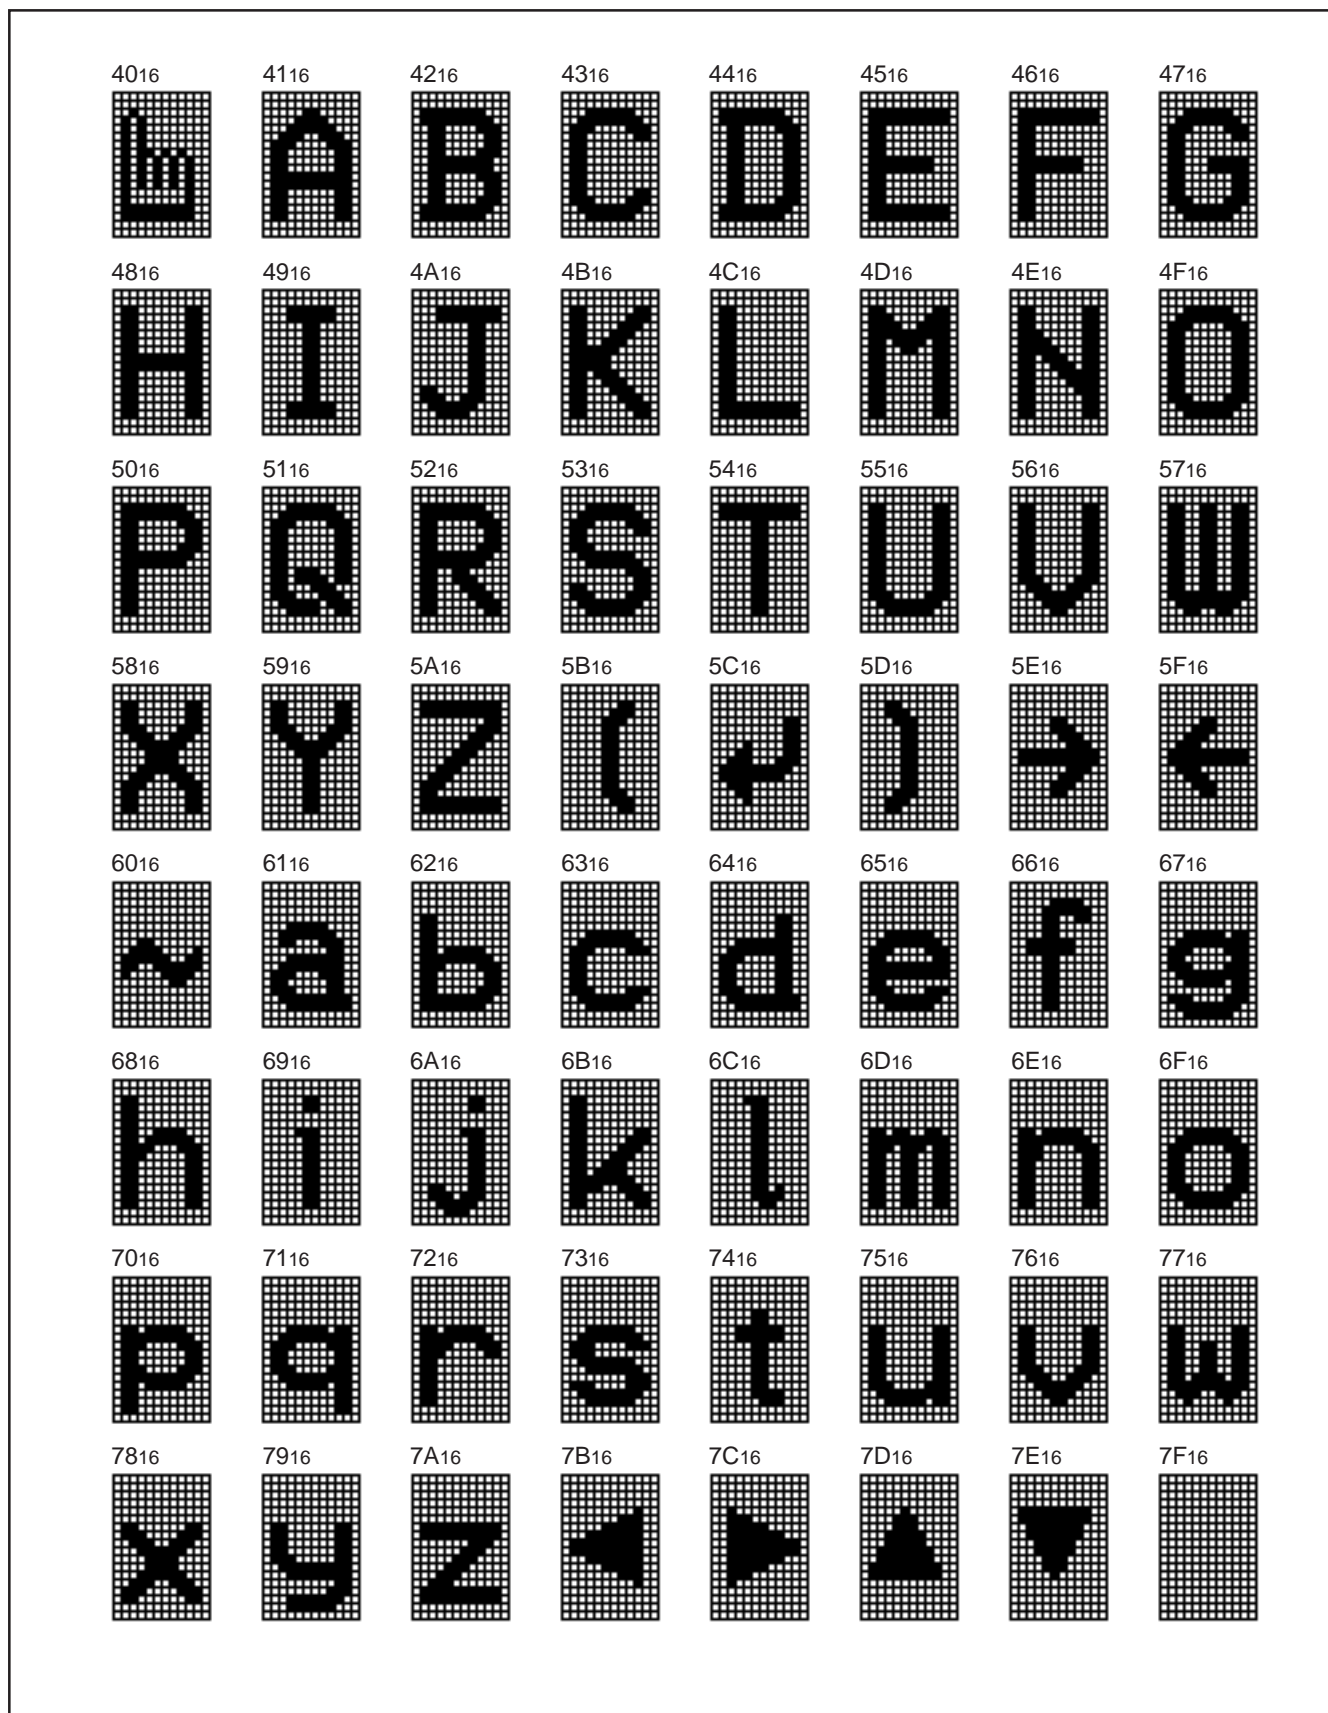 4016 4116 4216 4316 4416 4516 4616 4716
A B C D E F G
4816 4916 4A16 4B16 4C16 4D16 4E16 4F16
H I J K L M N O
5016 5116 5216 5316 5416 5516 5616 5716
P Q R S T U V W
5816 5916 5A16 5B16 5C16 5D16 5E16 5F16
X Y Z ( ↲ ) → ←
6016 6116 6216 6316 6416 6516 6616 6716
~ a b c d e f g
6816 6916 6A16 6B16 6C16 6D16 6E16 6F16
h i j k l m n o
7016 7116 7216 7316 7416 7516 7616 7716
p q r s t u v w
7816 7916 7A16 7B16 7C16 7D16 7E16 7F16
x y z ◀ ▶ ▲ ▼